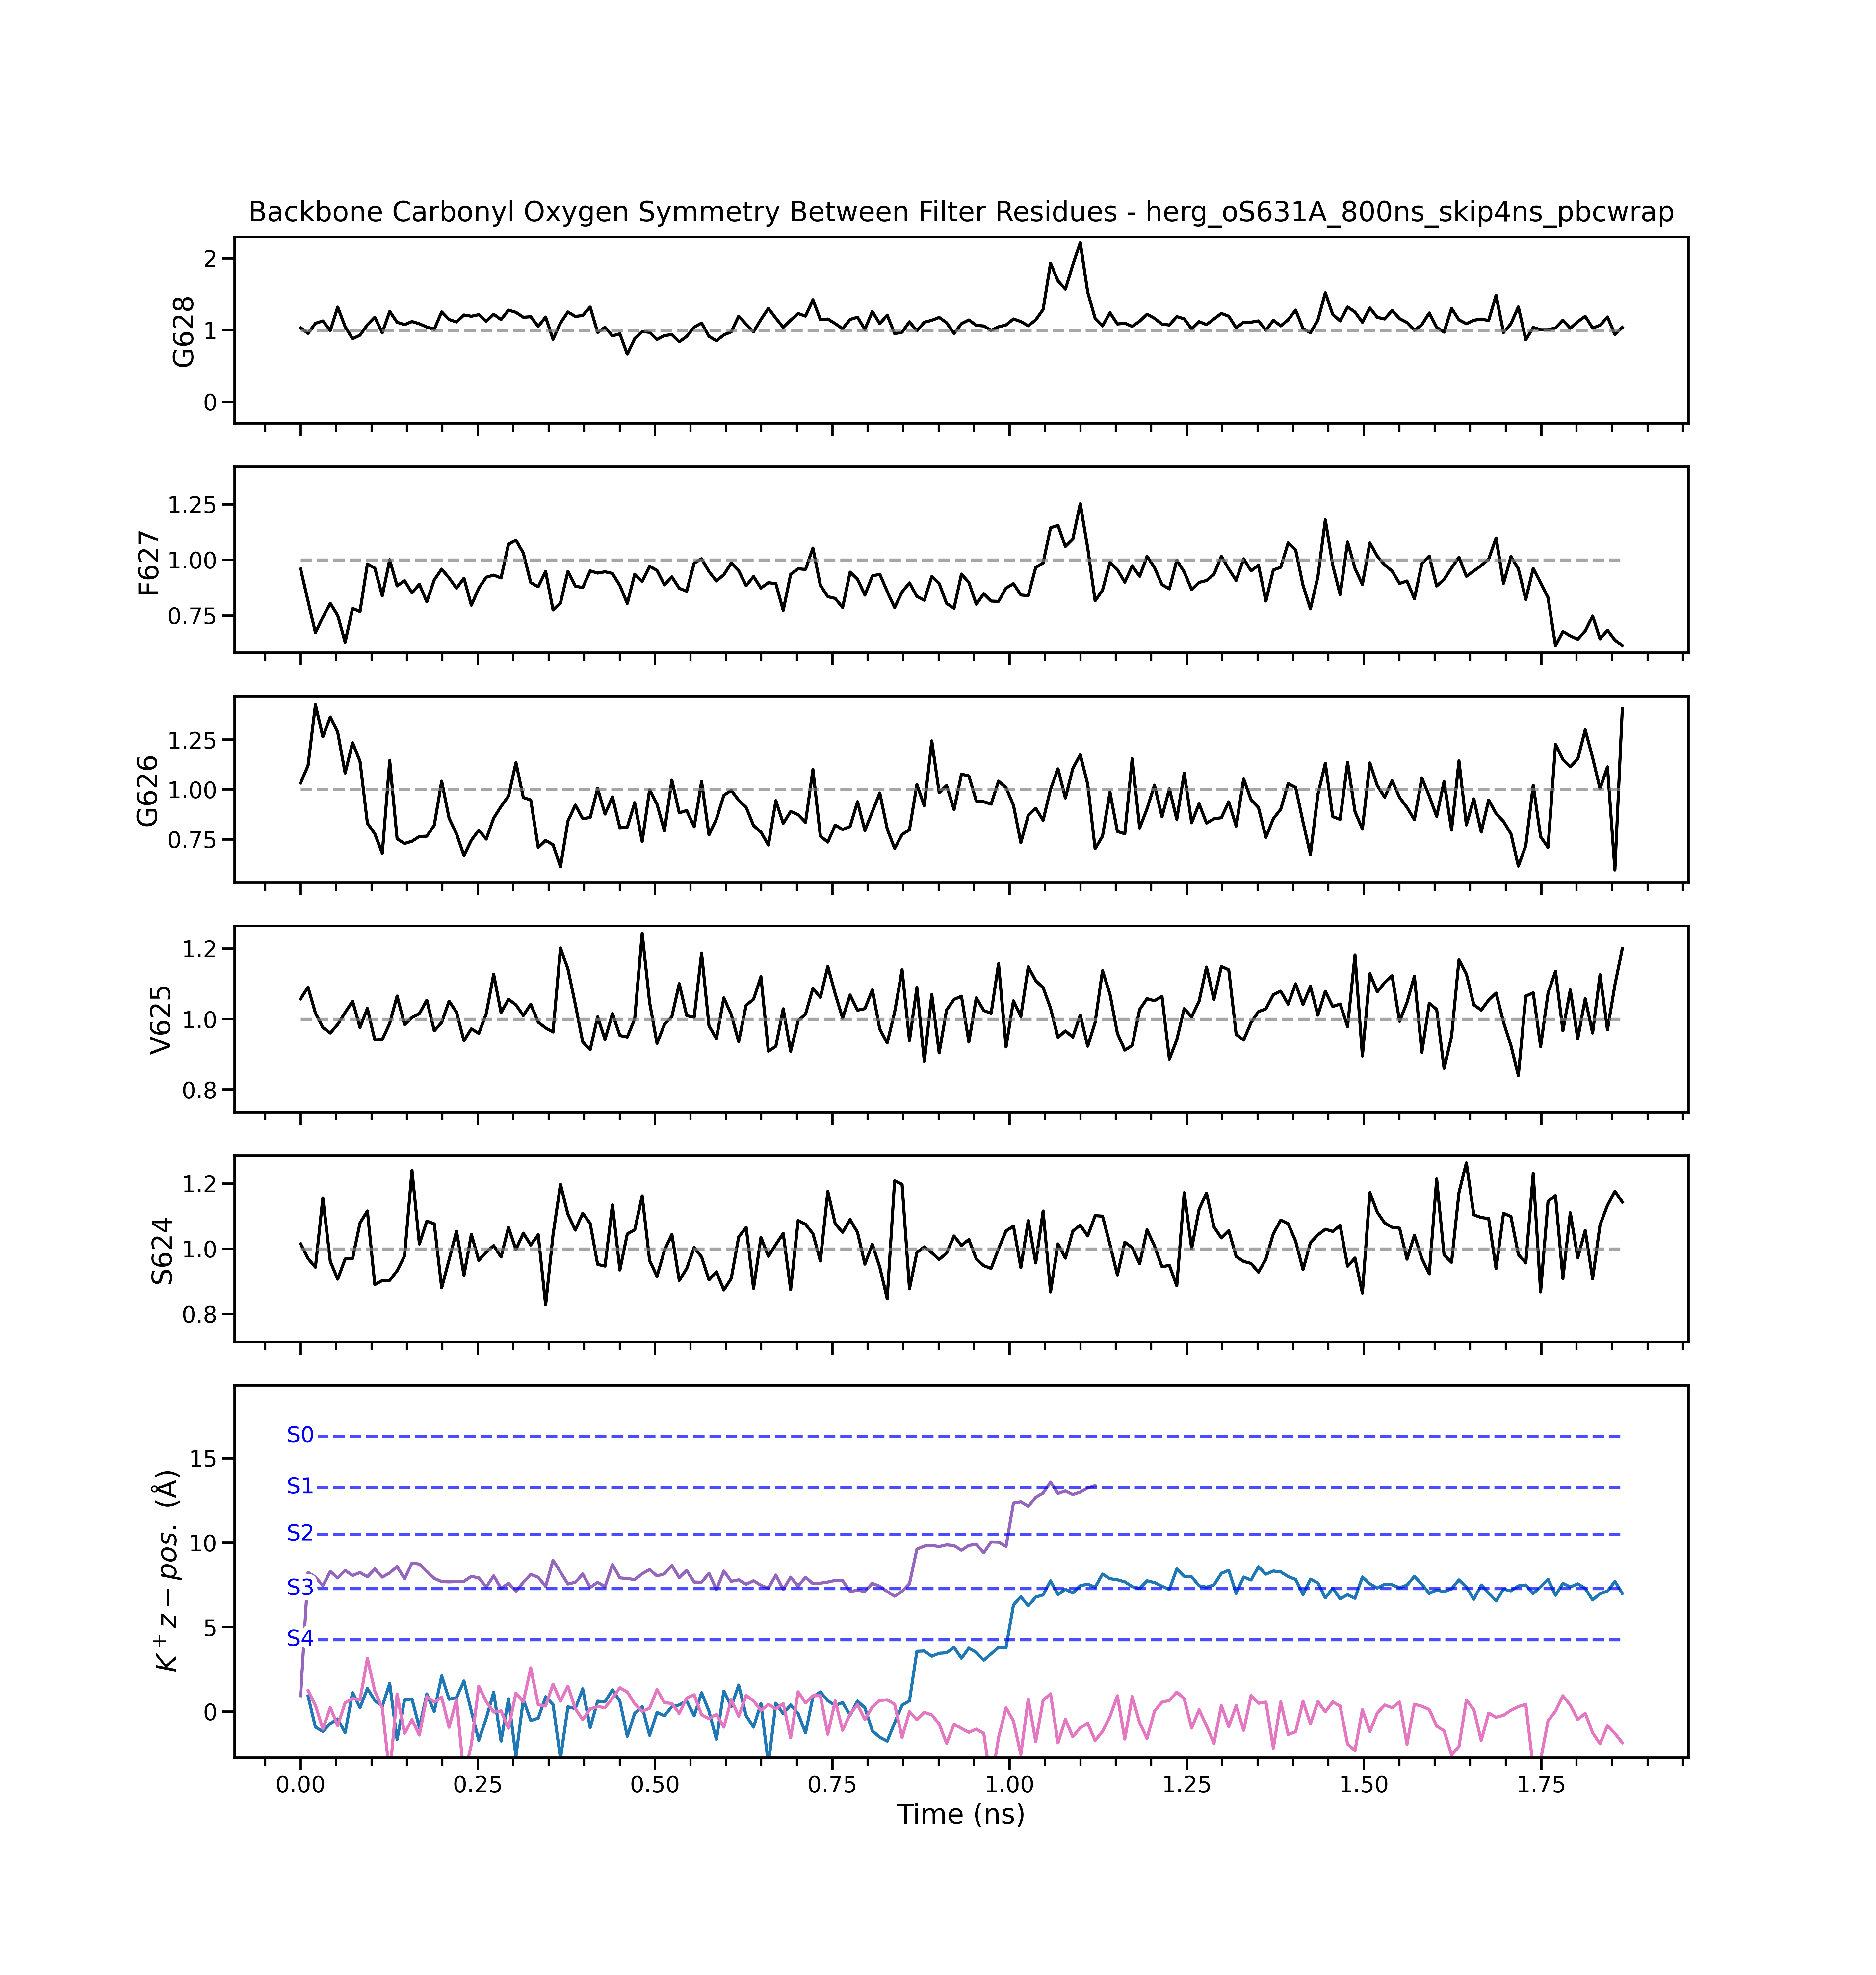 Backbone Carbonyl Oxygen Symmetry Between Filter Residues - herg_oS631A_800ns_skip4ns_pbcwrap
G628
2
1
0
F627
1.25
1.00
0.75
G626
1.25
1.00
0.75
V625
1.2
1.0
0.8
S624
1.2
1.0
0.8
K⁺ z − pos. (Å)
15
10
5
0
S0
S1
S2
S3
S4
0.00 0.25 0.50 0.75 1.00 1.25 1.50 1.75
Time (ns)